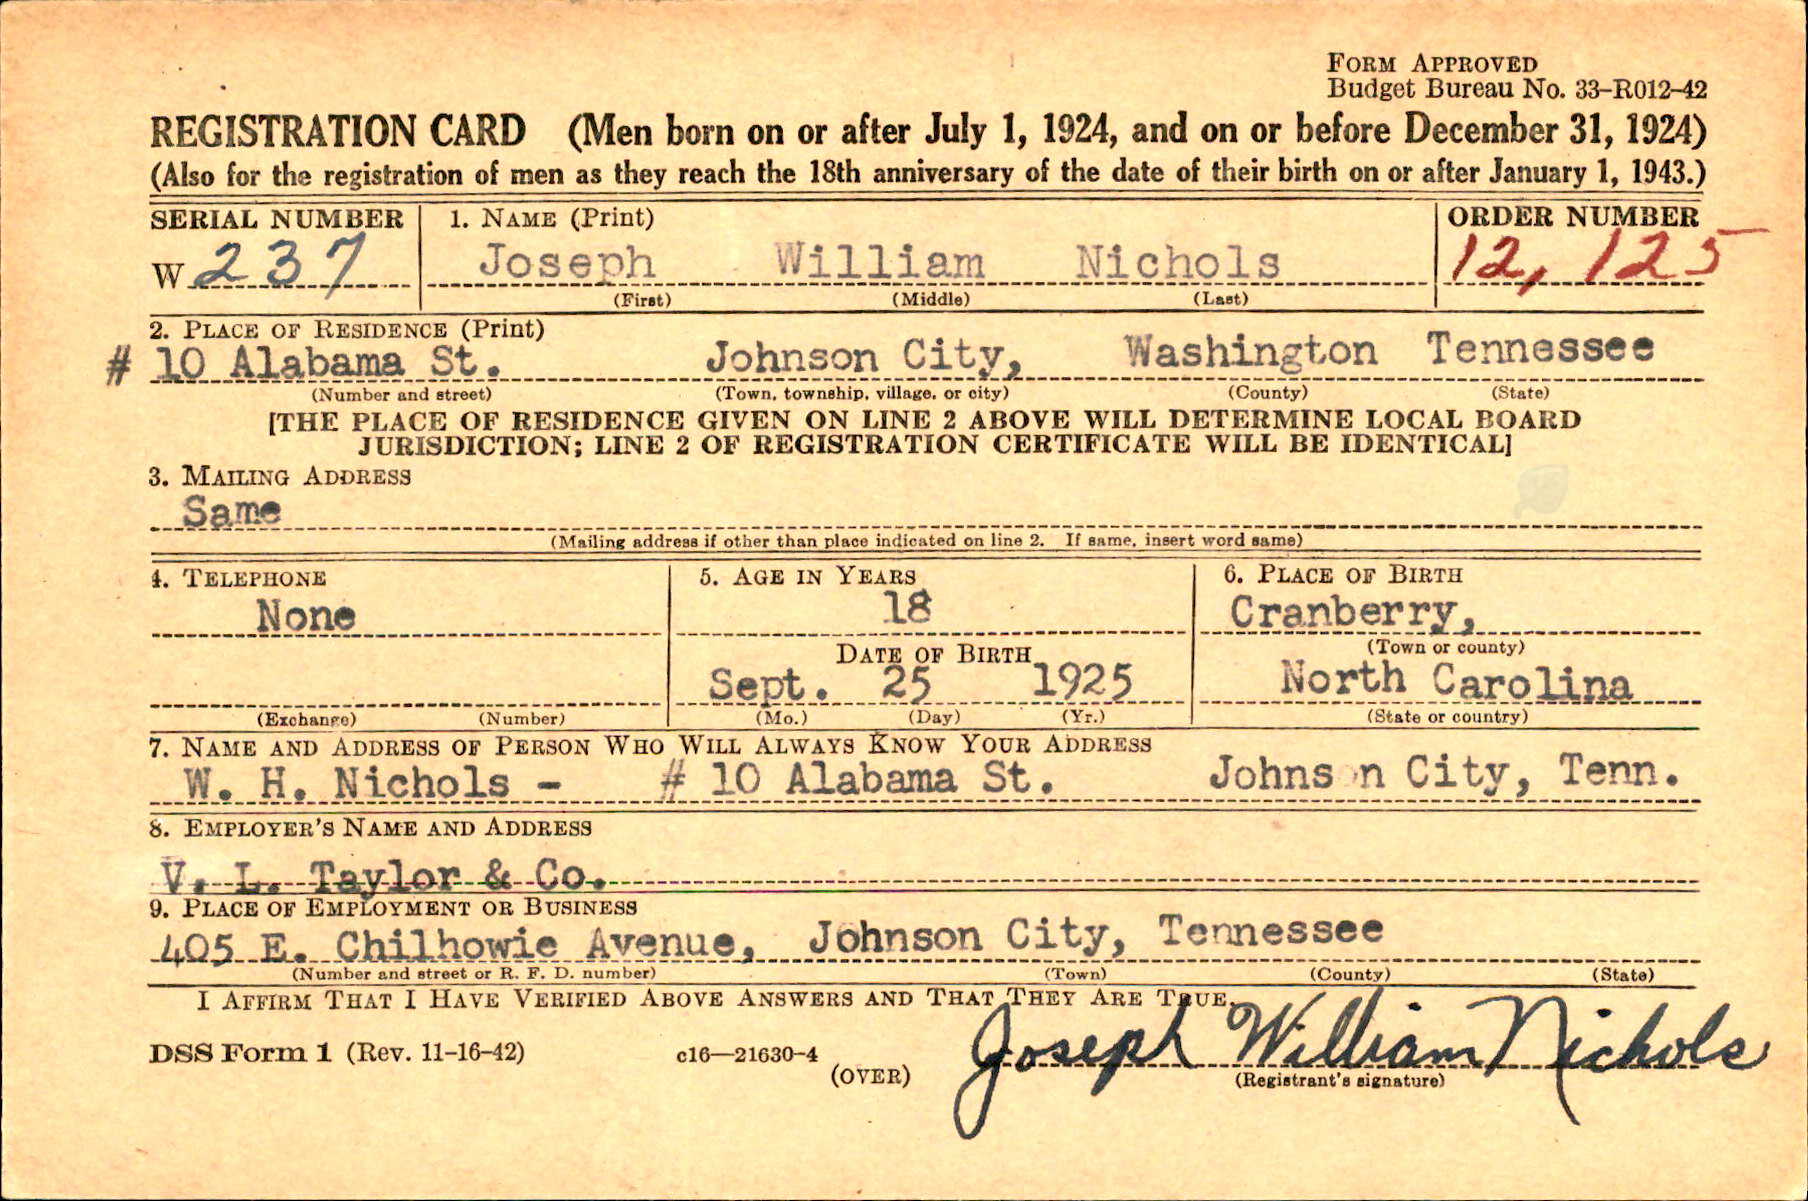 FORM APPROVED
Budget Bureau No. 33-R012-42
REGISTRATION CARD (Men born on or after July 1, 1924, and on or before December 31, 1924)
(Also for the registration of men as they reach the 18th anniversary of the date of their birth on or after January 1, 1943.)
SERIAL NUMBER 1. NAME (Print) ORDER NUMBER
W 237 Joseph William Nichols 12,125
(First) (Middle) (Last)
2. PLACE OF RESIDENCE (Print)
# 10 Alabama St. Johnson City, Washington Tennessee
(Number and street) (Town, township, village, or city) (County) (State)
[THE PLACE OF RESIDENCE GIVEN ON LINE 2 ABOVE WILL DETERMINE LOCAL BOARD
JURISDICTION; LINE 2 OF REGISTRATION CERTIFICATE WILL BE IDENTICAL]
3. MAILING ADDRESS
Same
(Mailing address if other than place indicated on line 2. If same, insert word same)
4. TELEPHONE 5. AGE IN YEARS 6. PLACE OF BIRTH
None 18 Cranberry,
DATE OF BIRTH (Town or county)
Sept. 25 1925 North Carolina
(Exchange) (Number) (Mo.) (Day) (Yr.) (State or country)
7. NAME AND ADDRESS OF PERSON WHO WILL ALWAYS KNOW YOUR ADDRESS
W. H. Nichols - # 10 Alabama St. Johns n City, Tenn.
8. EMPLOYER'S NAME AND ADDRESS
V. L. Taylor & Co.
9. PLACE OF EMPLOYMENT OR BUSINESS
405 E. Chilhowie Avenue, Johnson City, Tennessee
(Number and street or R. F. D. number) (Town) (County) (State)
I AFFIRM THAT I HAVE VERIFIED ABOVE ANSWERS AND THAT THEY ARE TRUE.
Joseph William Nichols
DSS Form 1 (Rev. 11-16-42) c16—21630-4
(OVER) (Registrant's signature)